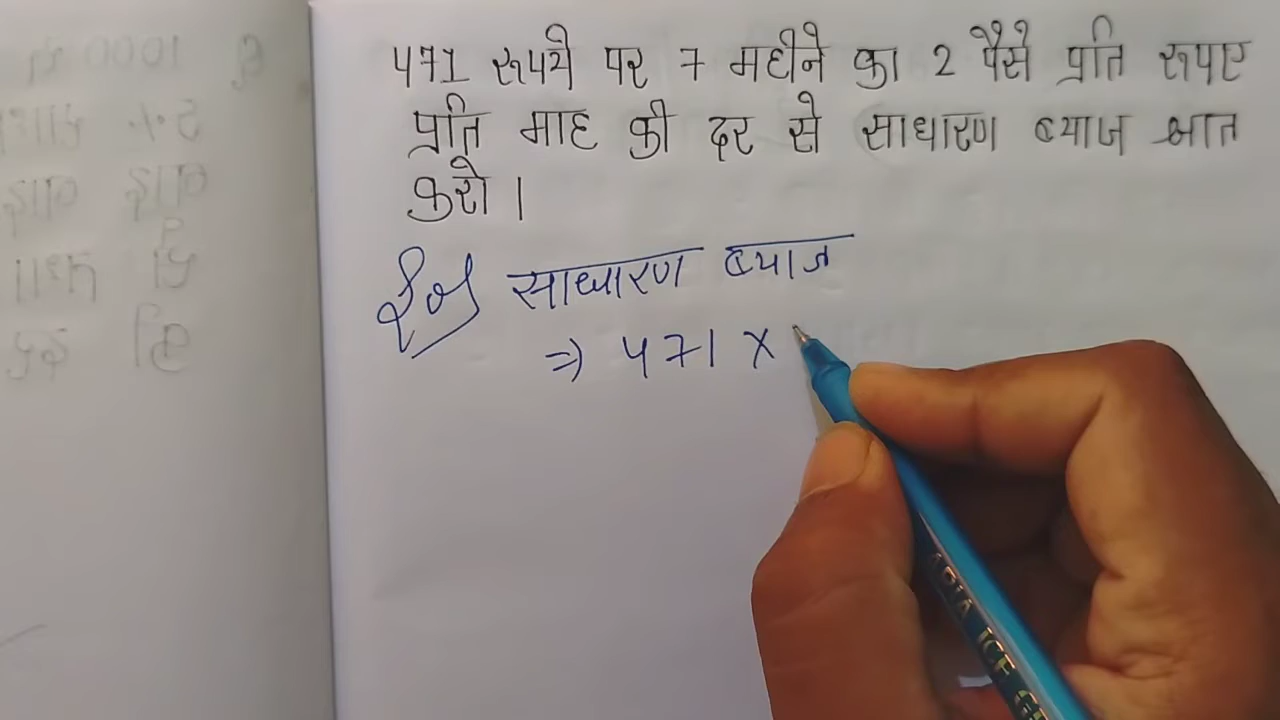 471 रूपये पर 7 महीने का 2 पैसे प्रति रूपए
प्रति माह की दर से साधारण ब्याज ज्ञात
करो ।
Sol साधारण ब्याज
=> 471 x